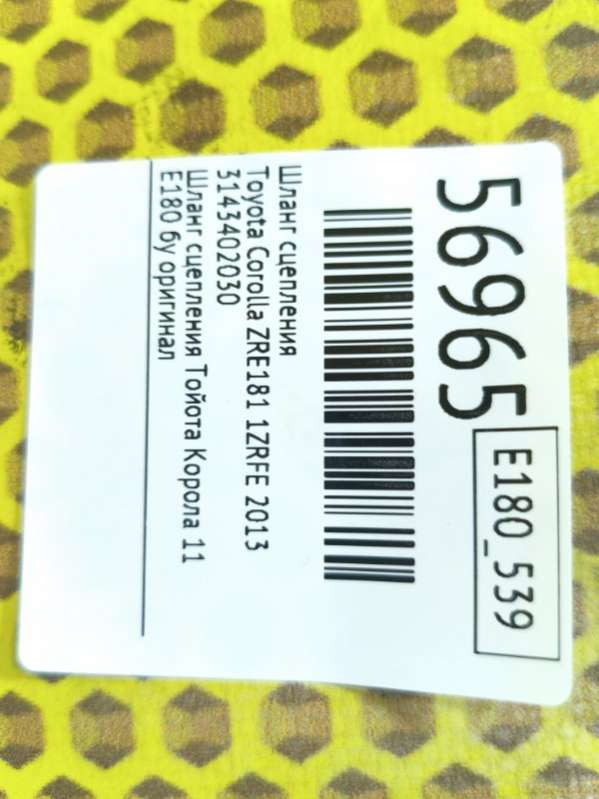 56965
E180_539
Шланг сцепления
Toyota Corolla ZRE181 1ZRFE 2013
3143402030
Шланг сцепления Тойота Корола 11
E180 бу оригинал